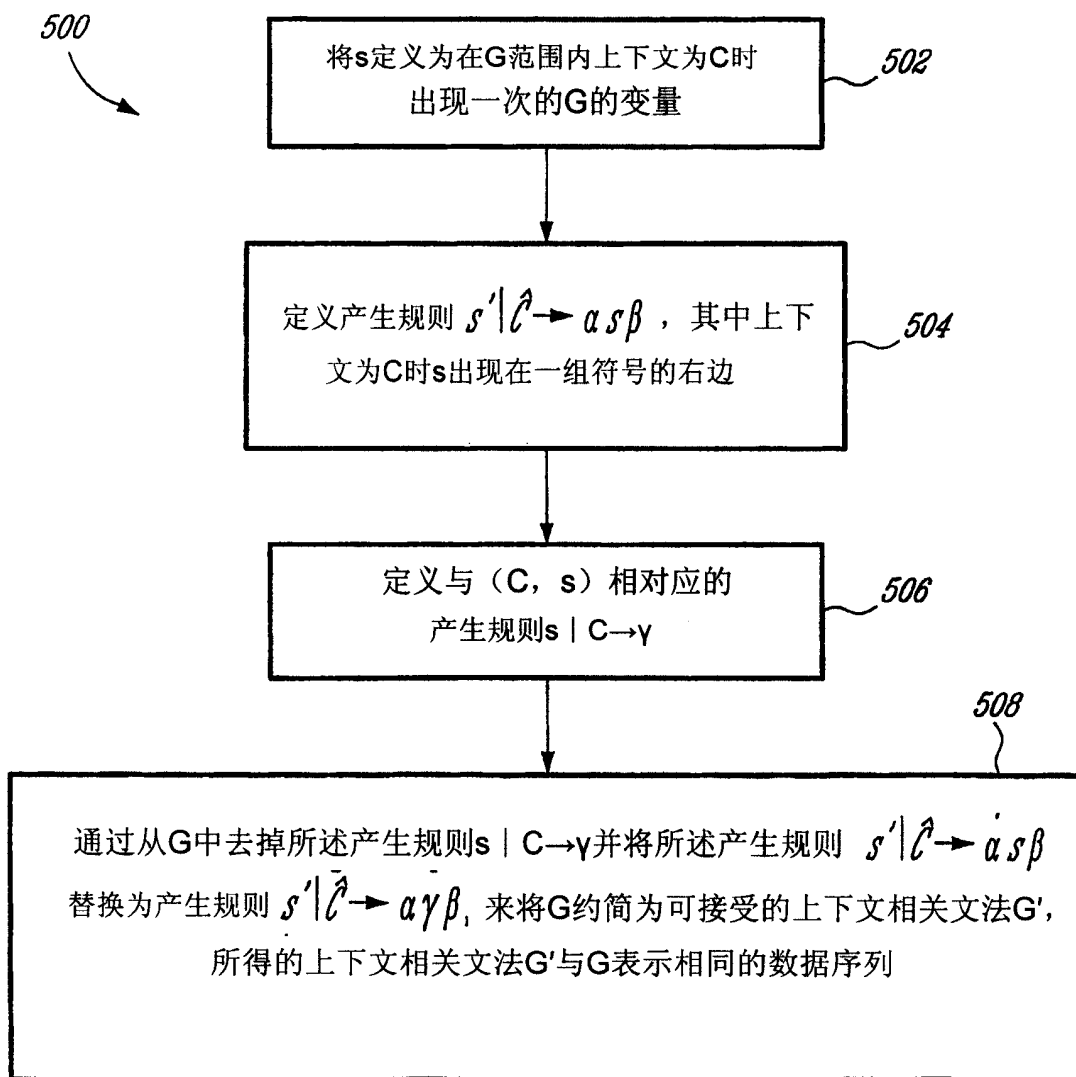 500
将s定义为在G范围内上下文为C时
出现一次的G的变量
502
定义产生规则 s'|Ĉ→αsβ ，其中上下
文为C时s出现在一组符号的右边
504
定义与（C，s）相对应的
产生规则s｜C→γ
506
508
通过从G中去掉所述产生规则s｜C→γ并将所述产生规则 s'|Ĉ→αsβ
替换为产生规则 s'|Ĉ→αγβ, 来将G约简为可接受的上下文相关文法G′,
所得的上下文相关文法G′与G表示相同的数据序列